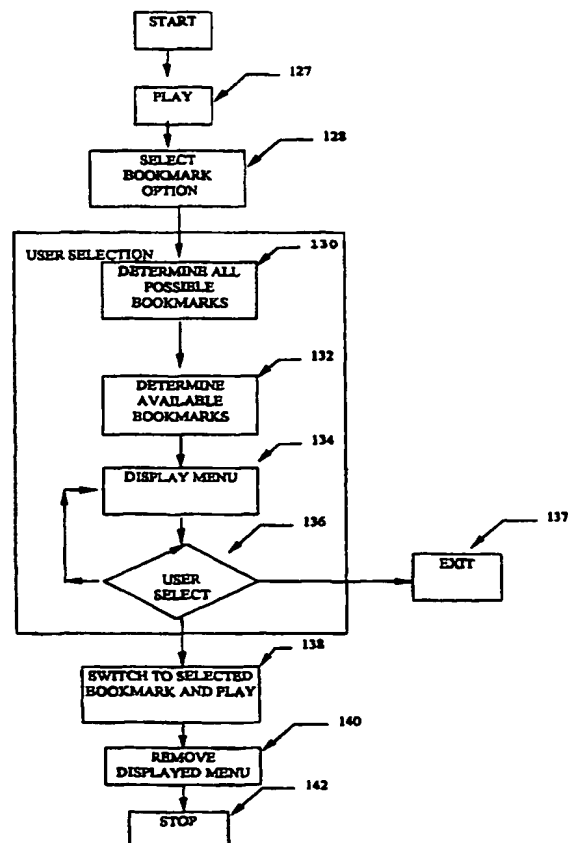 START
127
PLAY
128
SELECT
BOOKMARK
OPTION
USER SELECTION
130
DETERMINE ALL
POSSIBLE
BOOKMARKS
132
DETERMINE
AVAILABLE
BOOKMARKS
134
DISPLAY MENU
136
USER
SELECT
137
EXIT
138
SWITCH TO SELECTED
BOOKMARK AND PLAY
140
REMOVE
DISPLAYED MENU
142
STOP